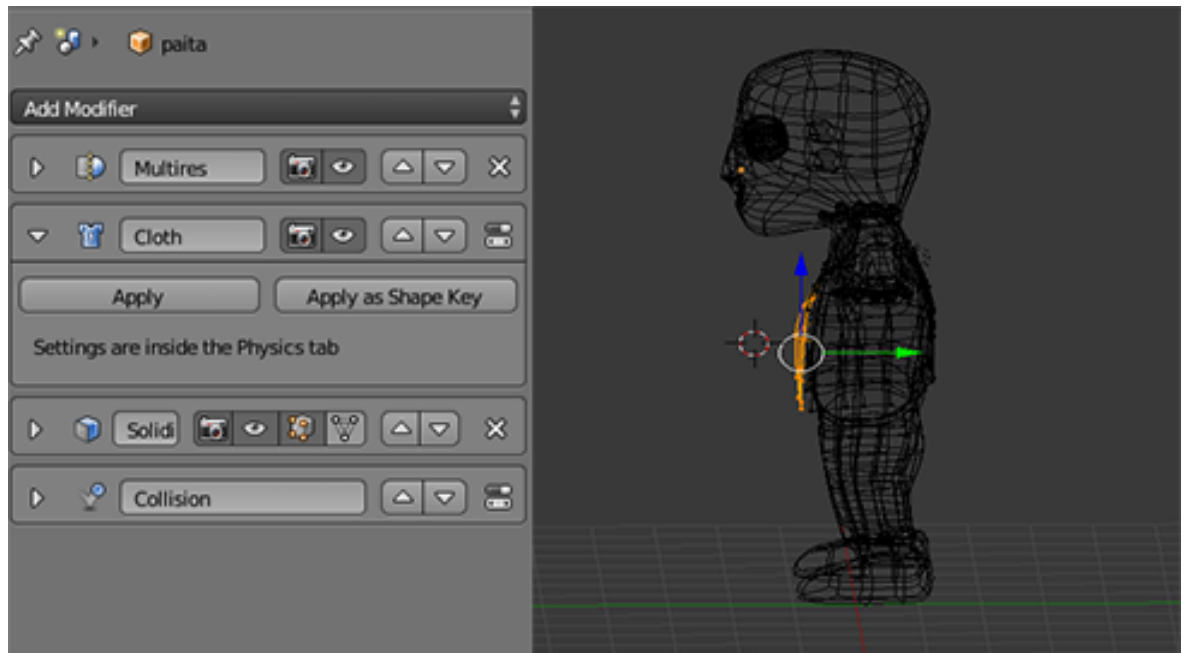 paita
Add Modifier
Multires
Cloth
Apply
Apply as Shape Key
Settings are inside the Physics tab
Solidi
Collision